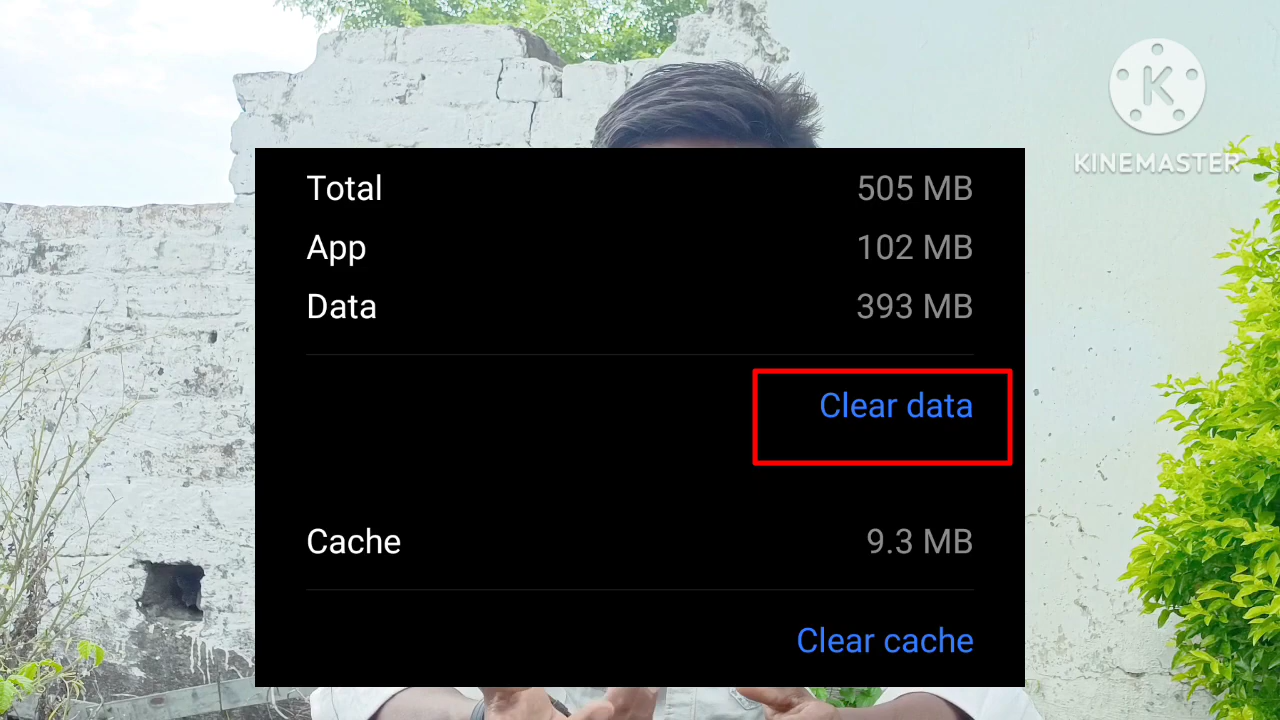 K
KINEMASTER
Total 505 MB
App 102 MB
Data 393 MB
Clear data
Cache 9.3 MB
Clear cache